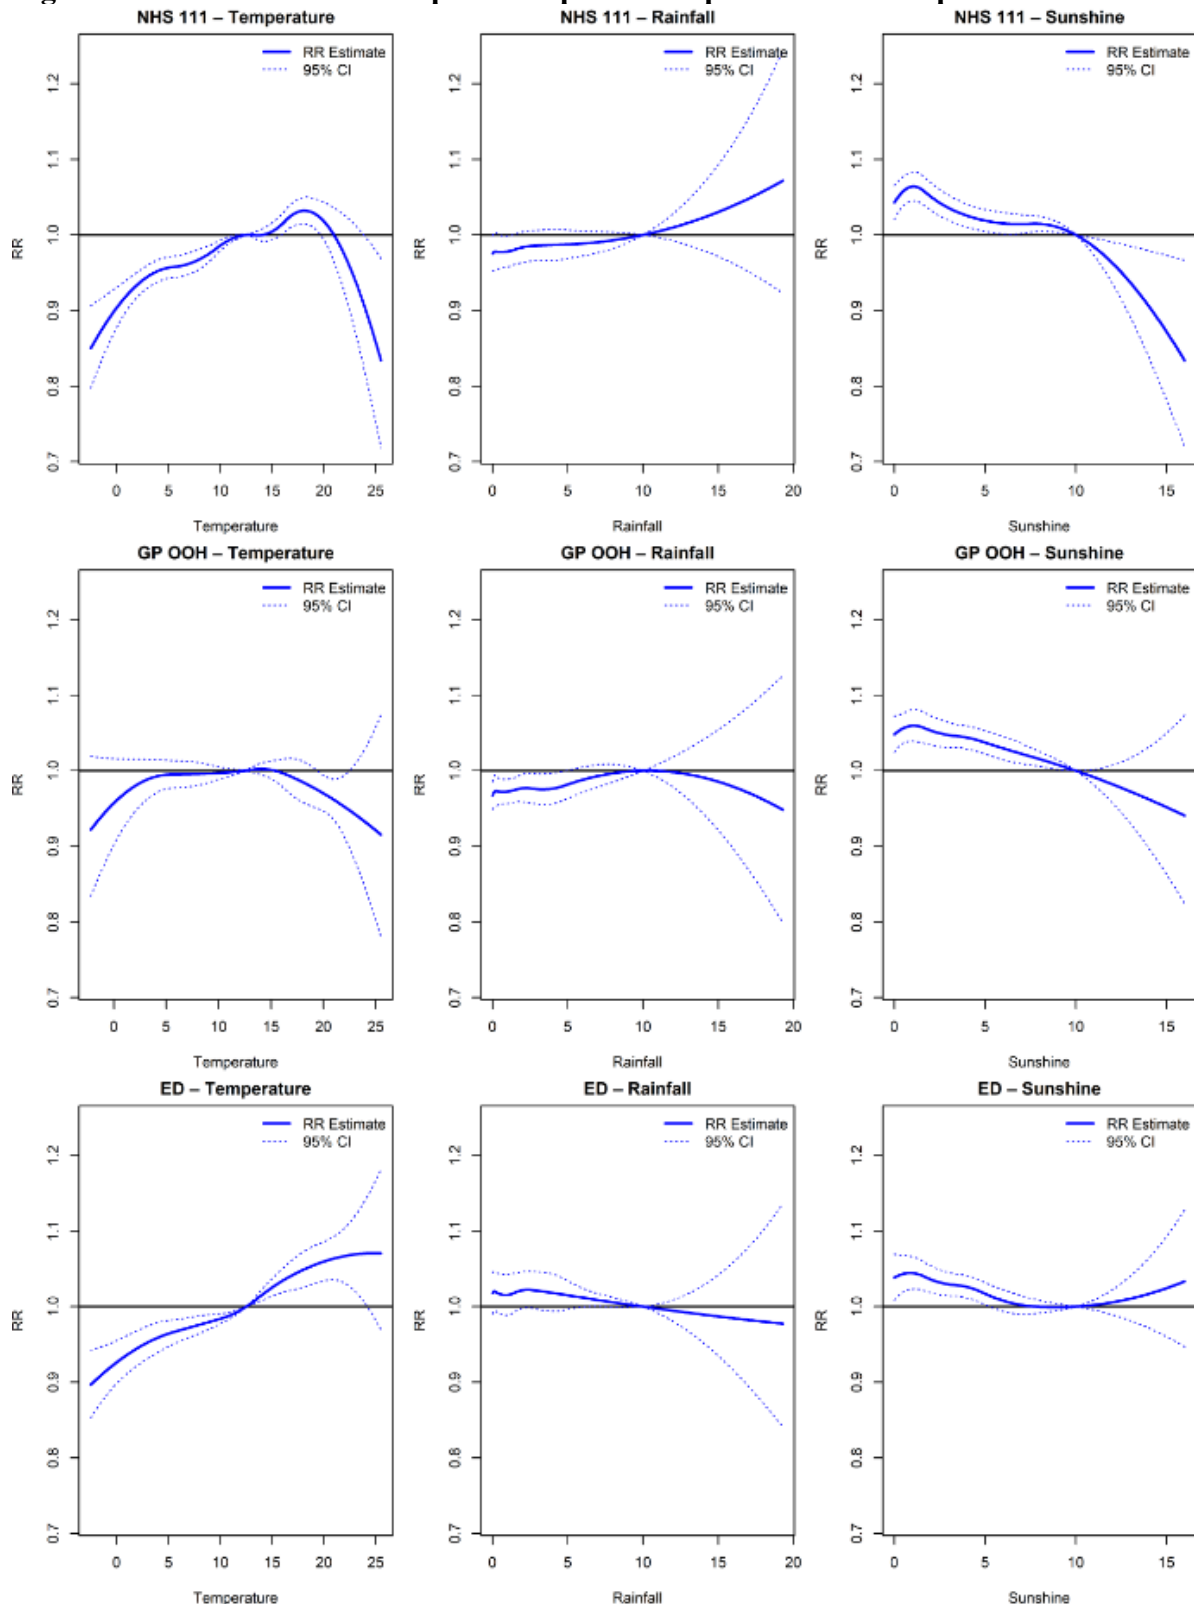 NHS 111 – Temperature
RR Estimate
95% CI
RR
0.7 0.8 0.9 1.0 1.1 1.2
0 5 10 15 20 25
Temperature
NHS 111 – Rainfall
RR Estimate
95% CI
RR
0.7 0.8 0.9 1.0 1.1 1.2
0 5 10 15 20
Rainfall
NHS 111 – Sunshine
RR Estimate
95% CI
RR
0.7 0.8 0.9 1.0 1.1 1.2
0 5 10 15
Sunshine
GP OOH – Temperature
RR Estimate
95% CI
RR
0.7 0.8 0.9 1.0 1.1 1.2
0 5 10 15 20 25
Temperature
GP OOH – Rainfall
RR Estimate
95% CI
RR
0.7 0.8 0.9 1.0 1.1 1.2
0 5 10 15 20
Rainfall
GP OOH – Sunshine
RR Estimate
95% CI
RR
0.7 0.8 0.9 1.0 1.1 1.2
0 5 10 15
Sunshine
ED – Temperature
RR Estimate
95% CI
RR
0.7 0.8 0.9 1.0 1.1 1.2
0 5 10 15 20 25
Temperature
ED – Rainfall
RR Estimate
95% CI
RR
0.7 0.8 0.9 1.0 1.1 1.2
0 5 10 15 20
Rainfall
ED – Sunshine
RR Estimate
95% CI
RR
0.7 0.8 0.9 1.0 1.1 1.2
0 5 10 15
Sunshine